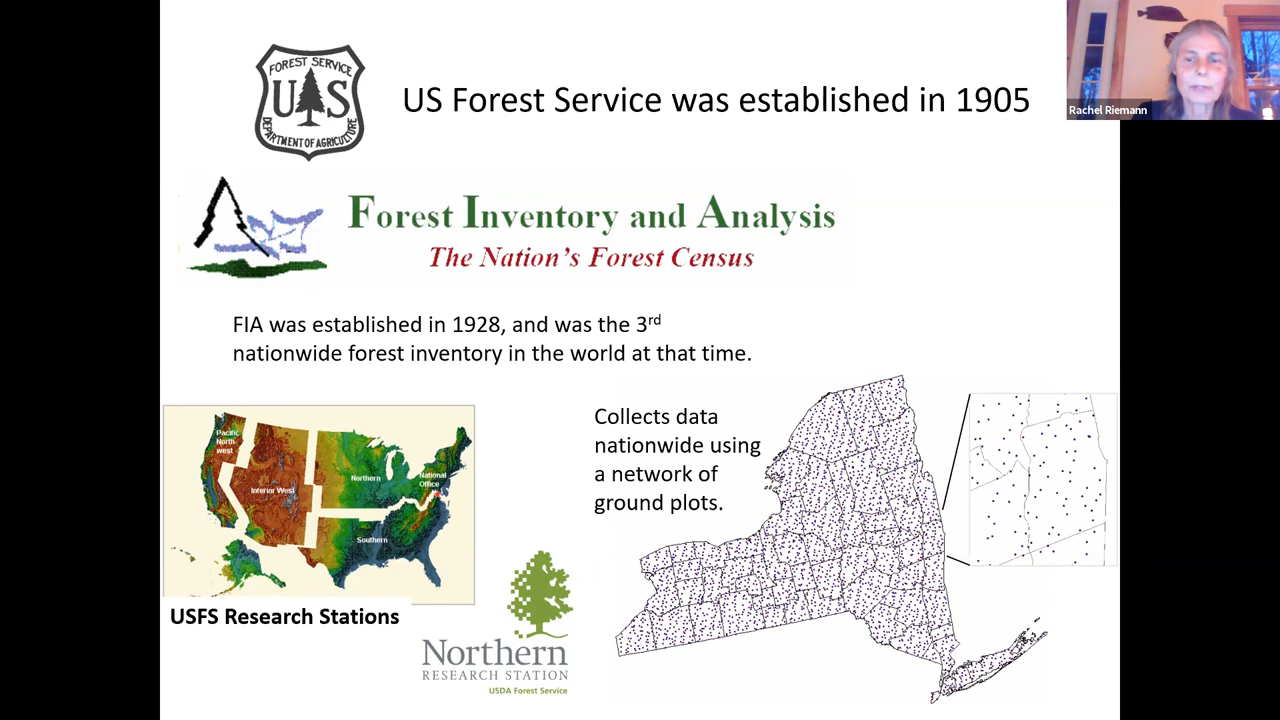 FOREST SERVICE
US
DEPARTMENT OF AGRICULTURE
US Forest Service was established in 1905
Rachel Riemann
Forest Inventory and Analysis
The Nation's Forest Census
FIA was established in 1928, and was the 3rd
nationwide forest inventory in the world at that time.
Collects data
nationwide using
a network of
ground plots.
Pacific
North-
west
Interior West
Northern
National
Office
Southern
USFS Research Stations
Northern
RESEARCH STATION
USDA Forest Service